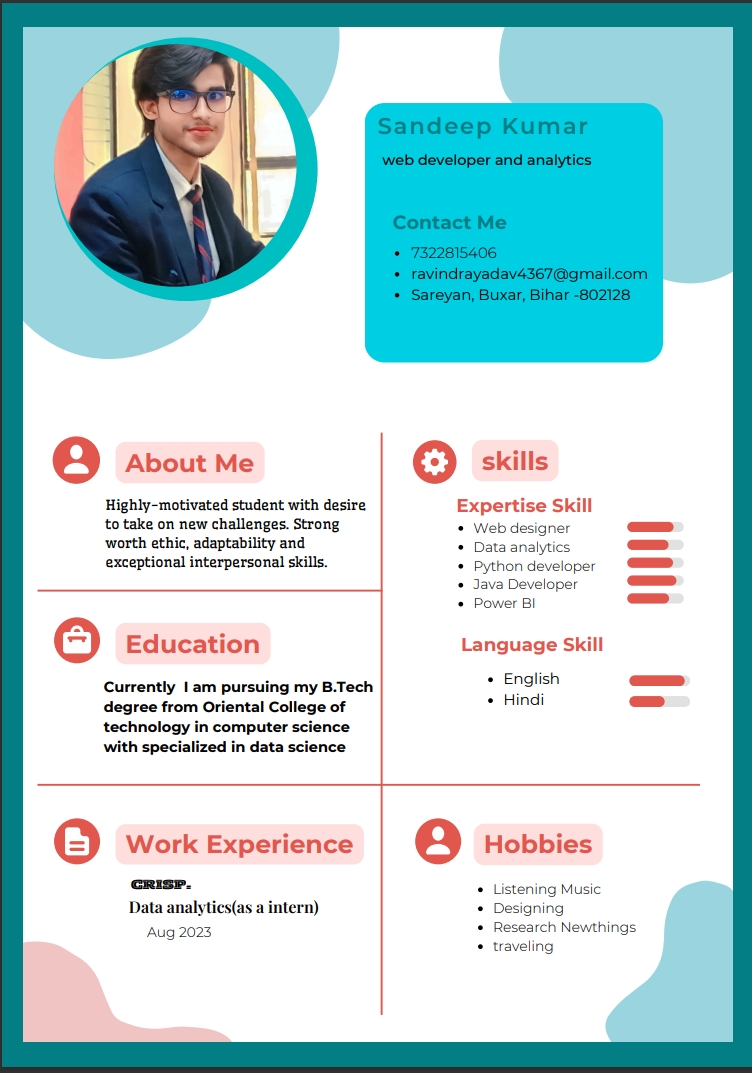 Sandeep Kumar
web developer and analytics
Contact Me
7322815406
ravindrayadav4367@gmail.com
Sareyan, Buxar, Bihar -802128
About Me
Highly-motivated student with desire
to take on new challenges. Strong
worth ethic, adaptability and
exceptional interpersonal skills.
Education
Currently I am pursuing my B.Tech
degree from Oriental College of
technology in computer science
with specialized in data science
Work Experience
CRISP.
Data analytics(as a intern)
Aug 2023
skills
Expertise Skill
Web designer
Data analytics
Python developer
Java Developer
Power BI
Language Skill
English
Hindi
Hobbies
Listening Music
Designing
Research Newthings
traveling